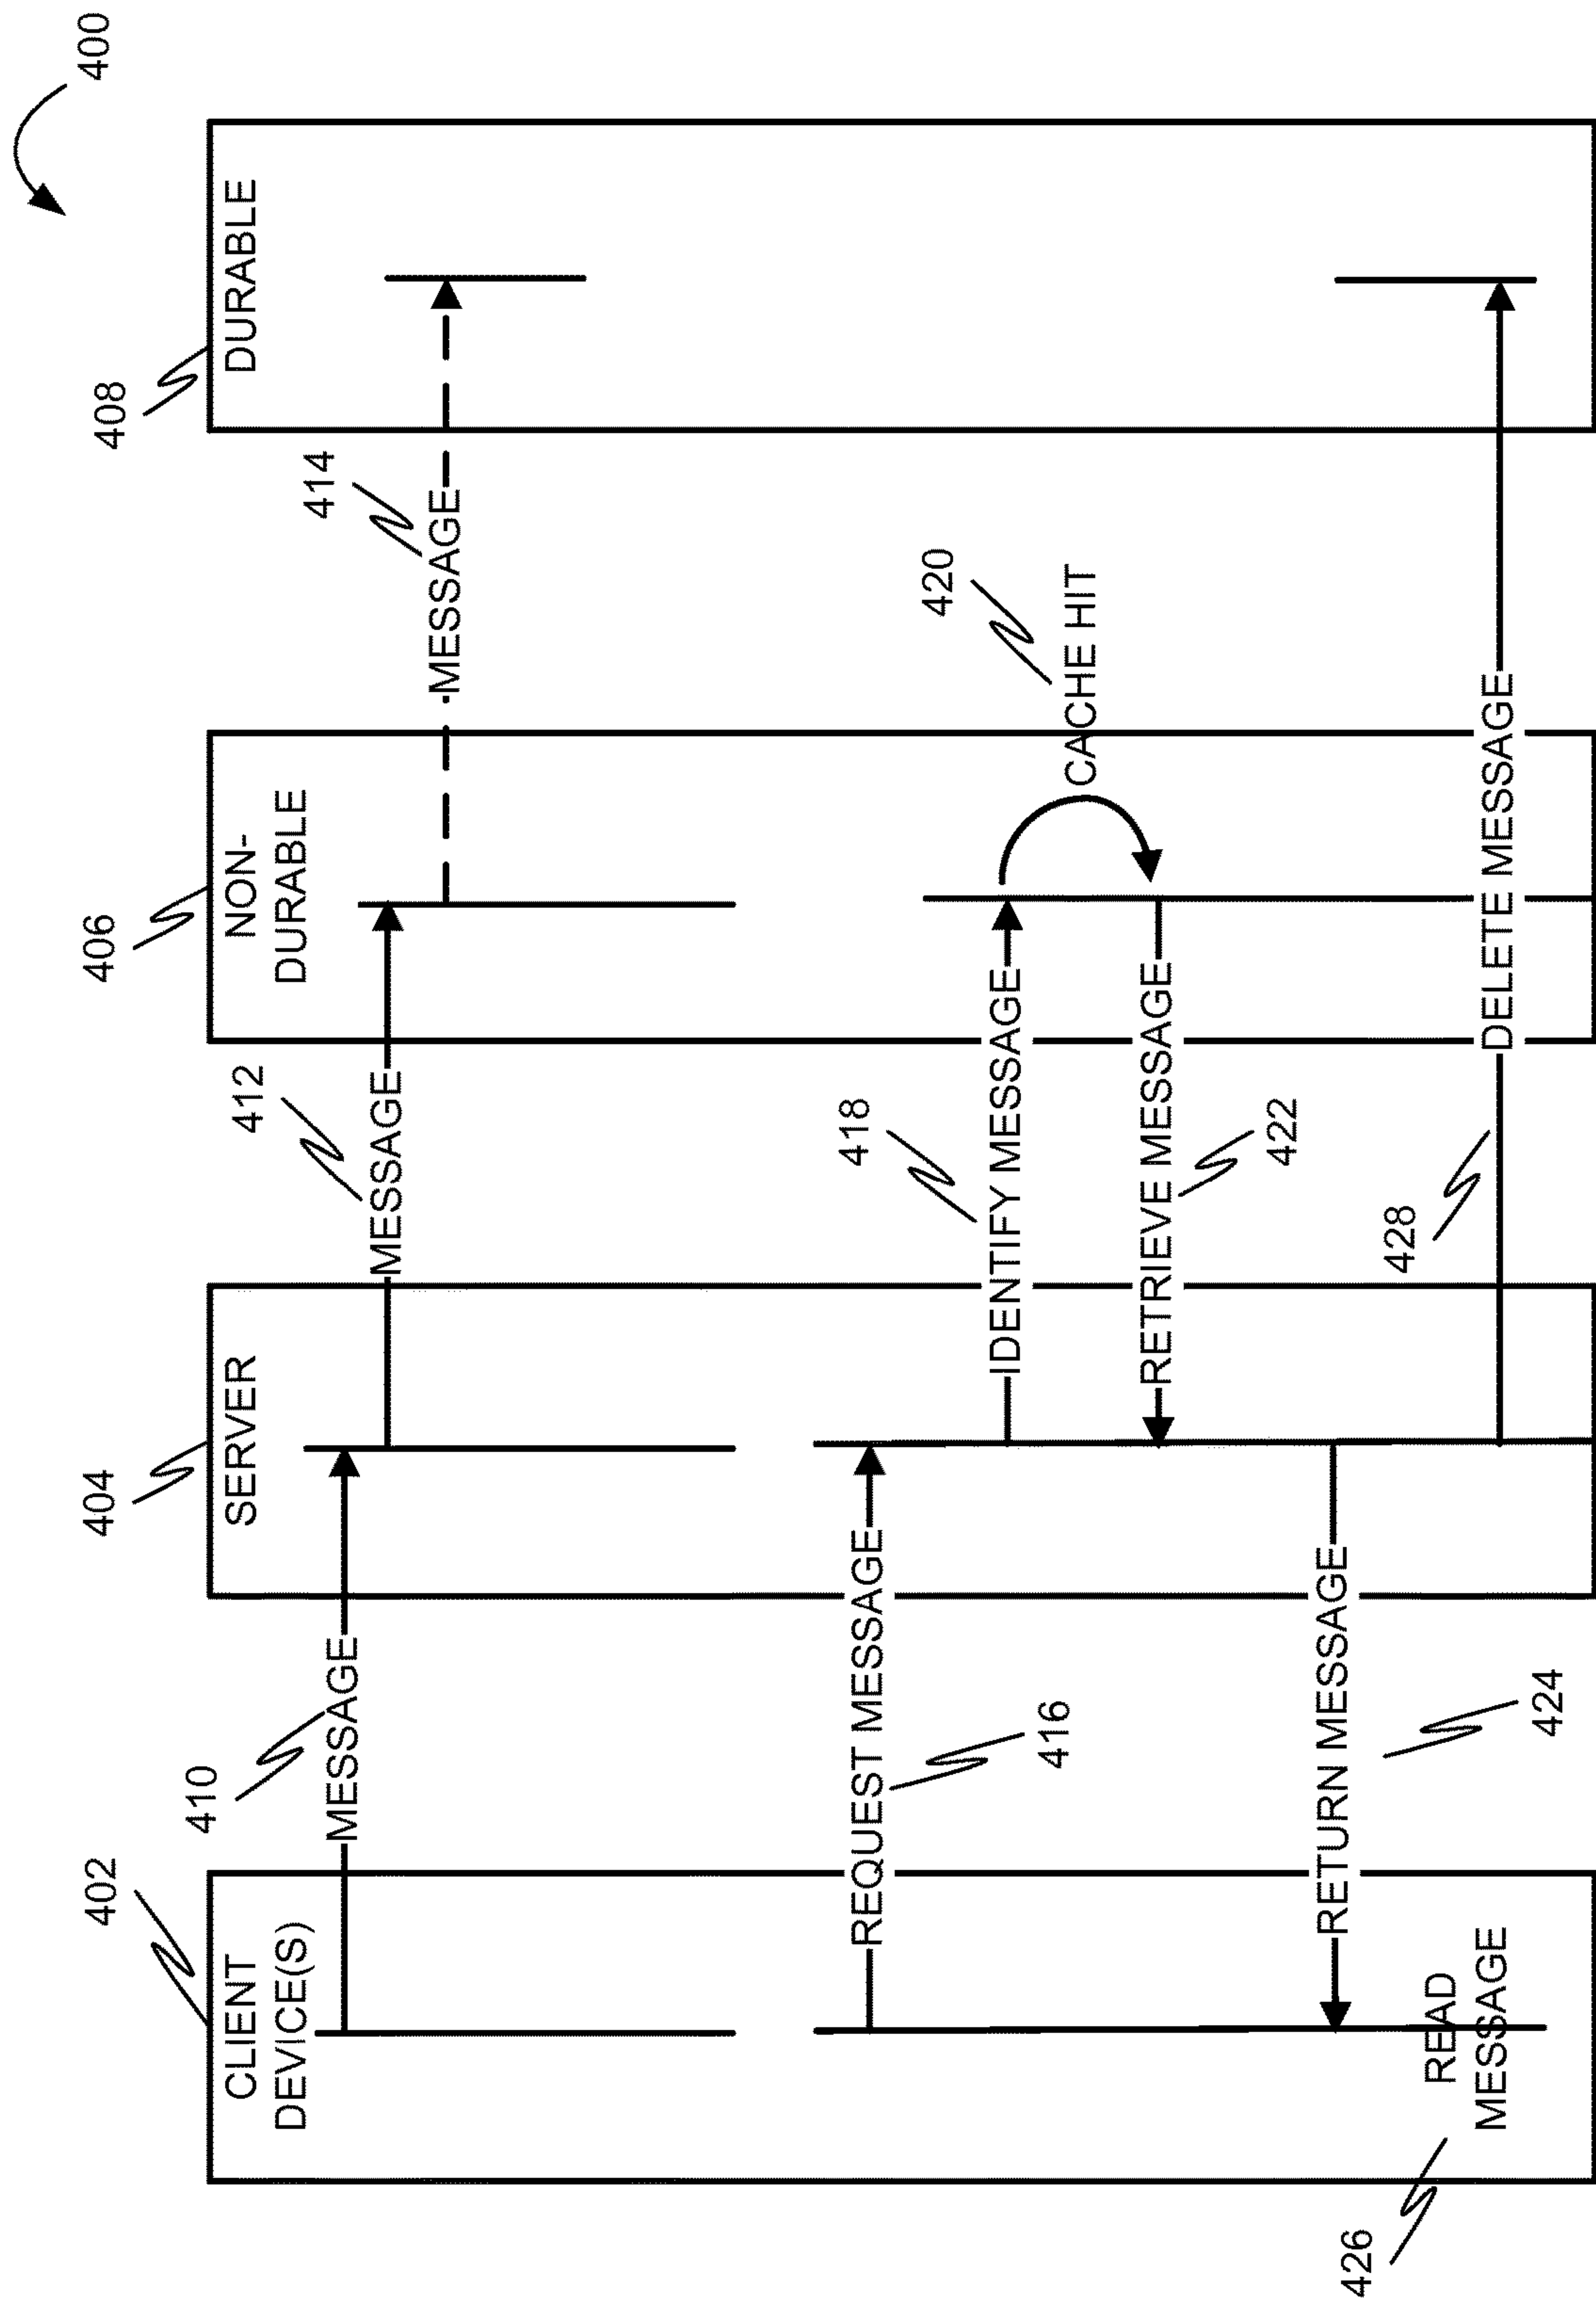 400
402
CLIENT
DEVICE(S)
404
SERVER
406
NON-
DURABLE
408
DURABLE
410
MESSAGE
412
MESSAGE
414
MESSAGE
416
REQUEST MESSAGE
418
IDENTIFY MESSAGE
420
CACHE HIT
RETRIEVE MESSAGE
422
RETURN MESSAGE
424
READ
MESSAGE
426
428
DELETE MESSAGE